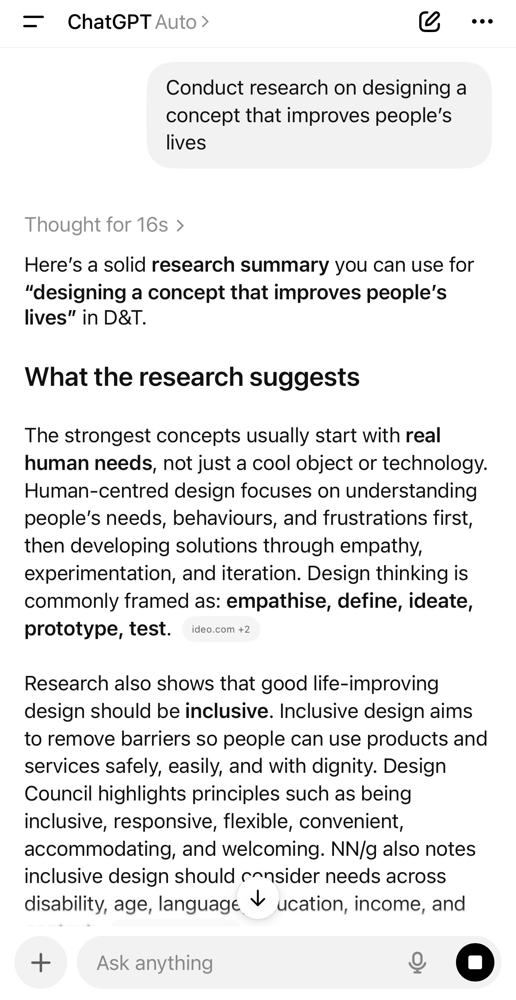 ChatGPT Auto >
Conduct research on designing a
concept that improves people’s
lives
Thought for 16s >
Here’s a solid research summary you can use for
“designing a concept that improves people’s
lives” in D&T.
What the research suggests
The strongest concepts usually start with real
human needs, not just a cool object or technology.
Human-centred design focuses on understanding
people’s needs, behaviours, and frustrations first,
then developing solutions through empathy,
experimentation, and iteration. Design thinking is
commonly framed as: empathise, define, ideate,
prototype, test. ideo.com +2
Research also shows that good life-improving
design should be inclusive. Inclusive design aims
to remove barriers so people can use products and
services safely, easily, and with dignity. Design
Council highlights principles such as being
inclusive, responsive, flexible, convenient,
accommodating, and welcoming. NN/g also notes
inclusive design should consider needs across
disability, age, language, income, and
Ask anything